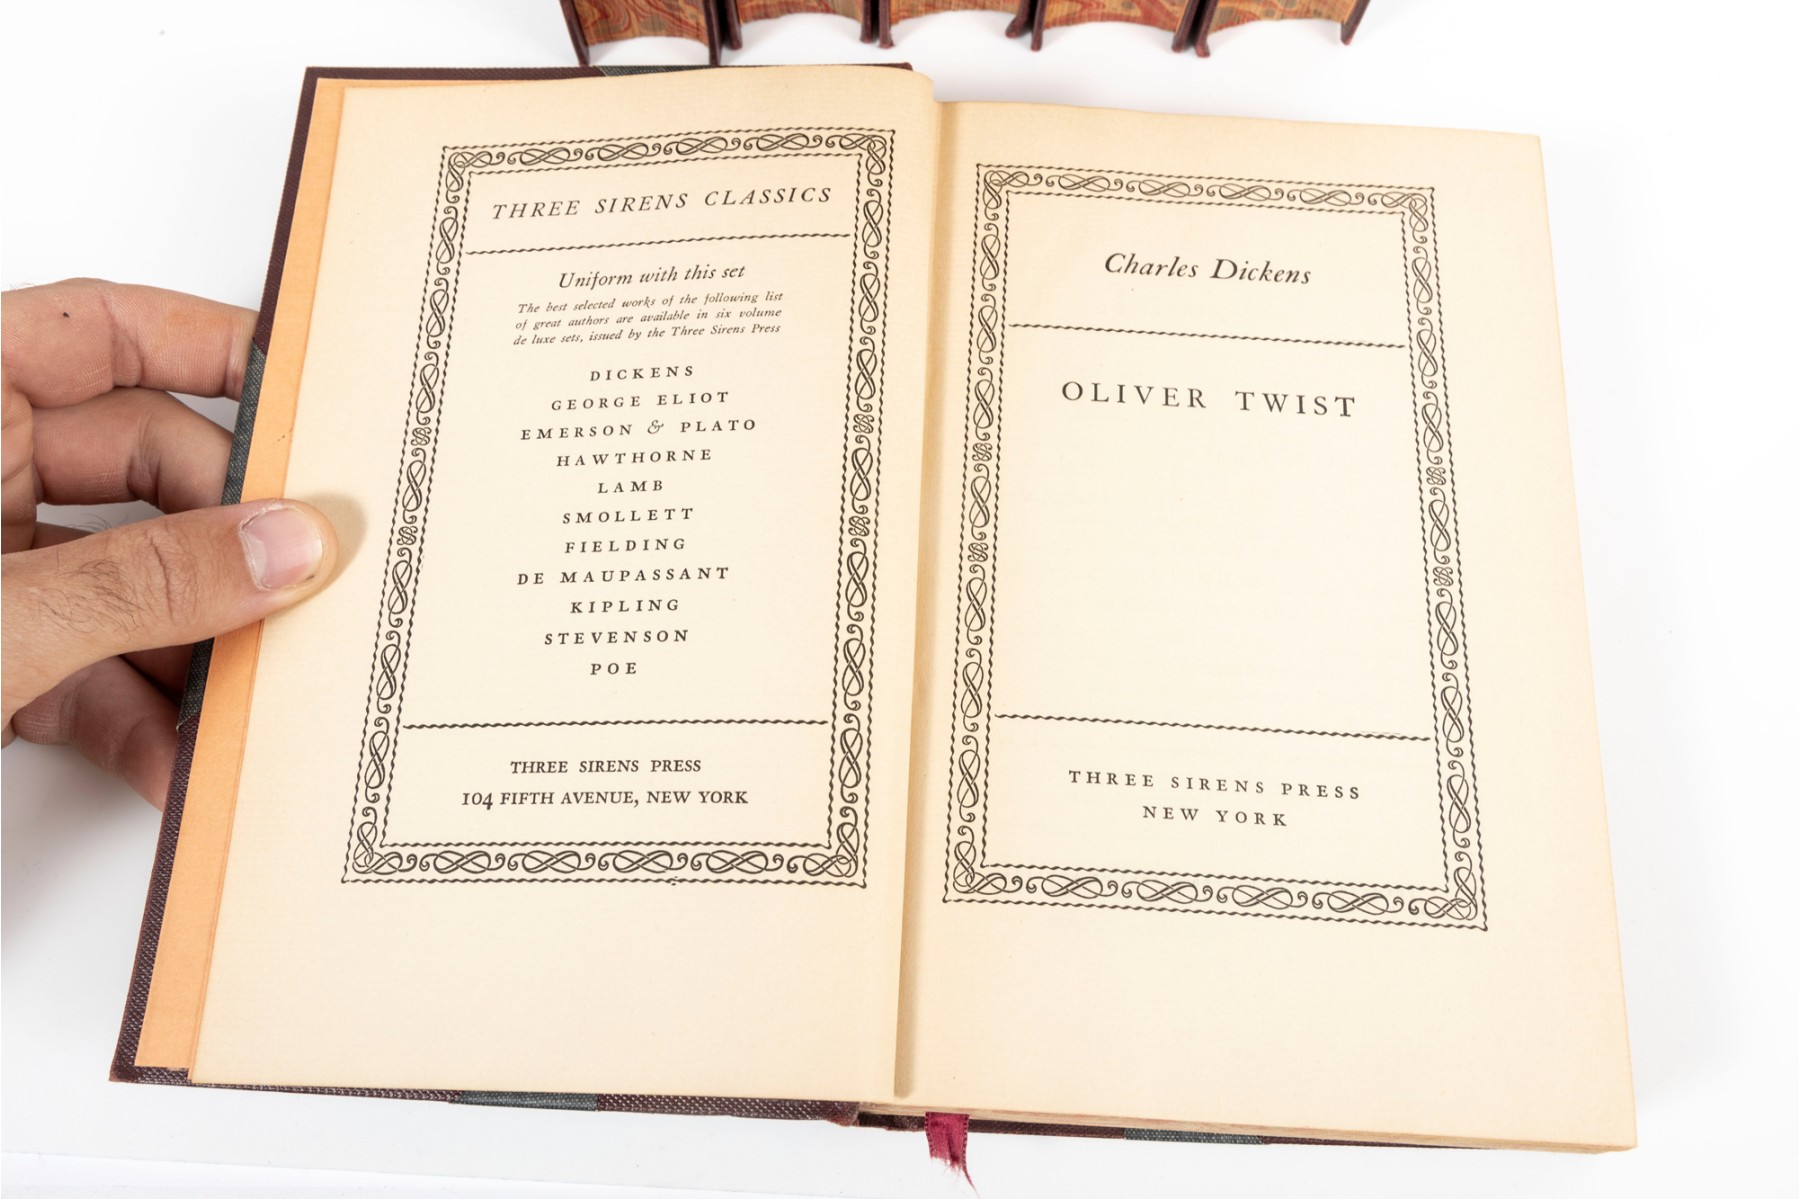 THREE SIRENS CLASSICS
Uniform with this set
The best selected works of the following list
of great authors are available in six volume
de luxe sets, issued by the Three Sirens Press
DICKENS
GEORGE ELIOT
EMERSON & PLATO
HAWTHORNE
LAMB
SMOLLETT
FIELDING
DE MAUPASSANT
KIPLING
STEVENSON
POE
THREE SIRENS PRESS
104 FIFTH AVENUE, NEW YORK
Charles Dickens
OLIVER TWIST
THREE SIRENS PRESS
NEW YORK